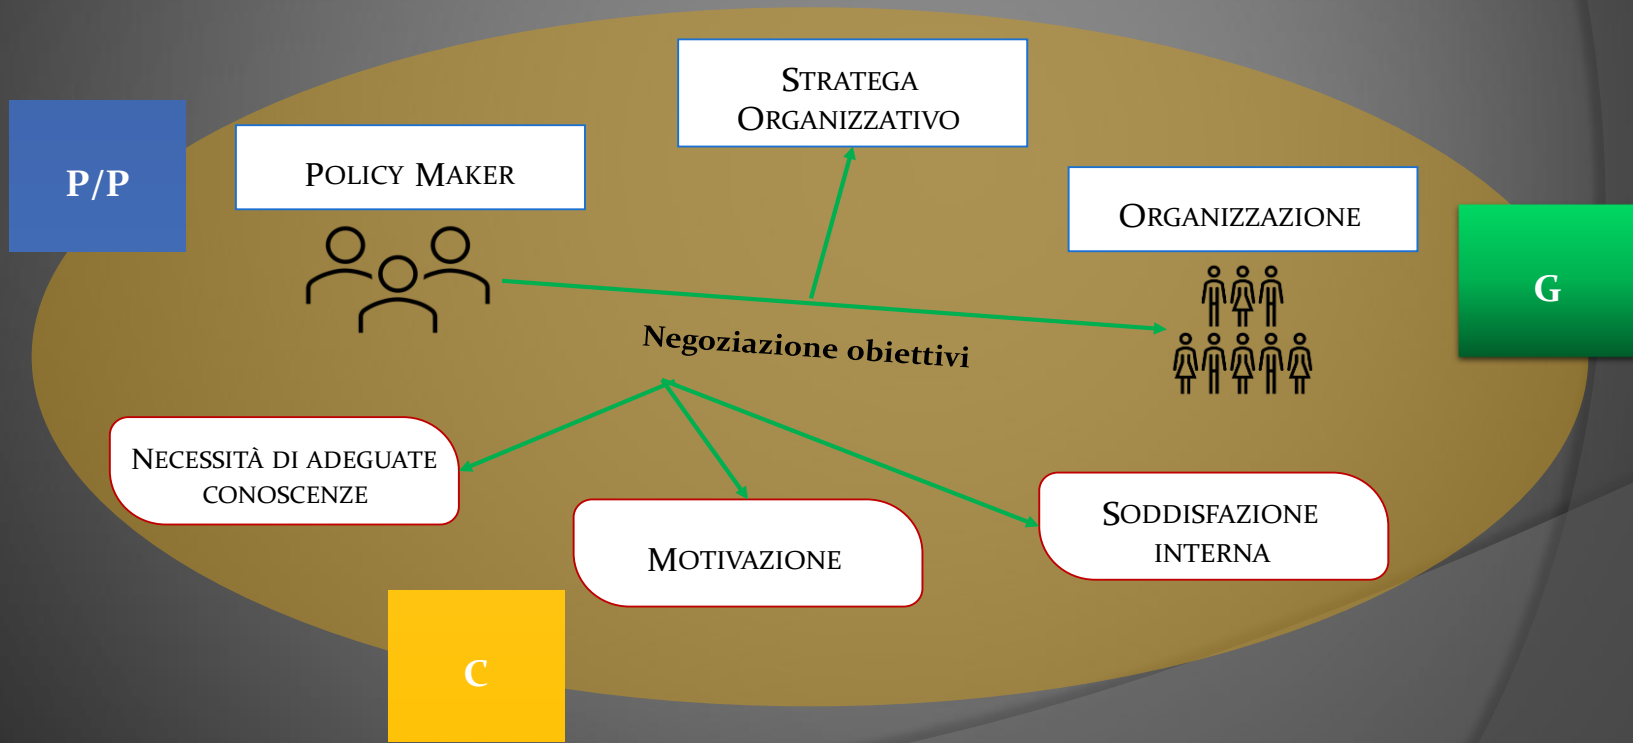 Stratega
Organizzativo
P/P
Policy Maker
Organizzazione
G
Negoziazione obiettivi
Necessità di adeguate
conoscenze
Motivazione
Soddisfazione
interna
C